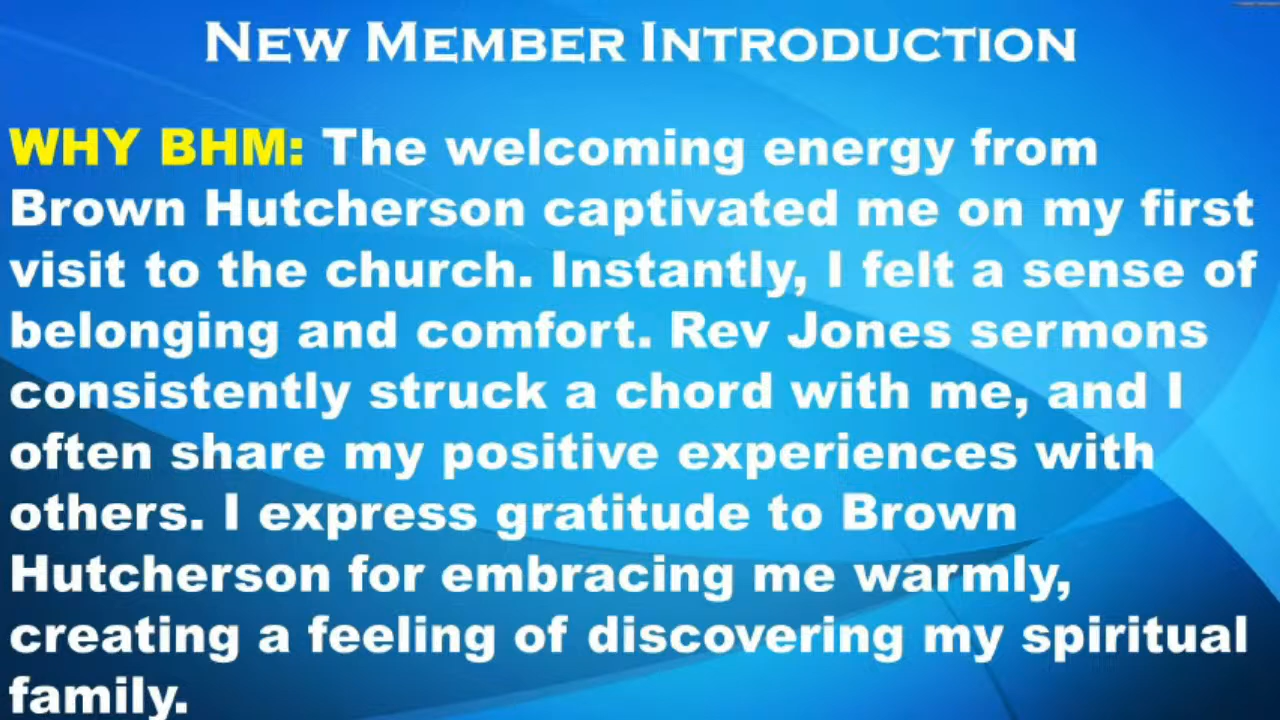 NEW MEMBER INTRODUCTION
WHY BHM: The welcoming energy from
Brown Hutcherson captivated me on my first
visit to the church. Instantly, I felt a sense of
belonging and comfort. Rev Jones sermons
consistently struck a chord with me, and I
often share my positive experiences with
others. I express gratitude to Brown
Hutcherson for embracing me warmly,
creating a feeling of discovering my spiritual
family.